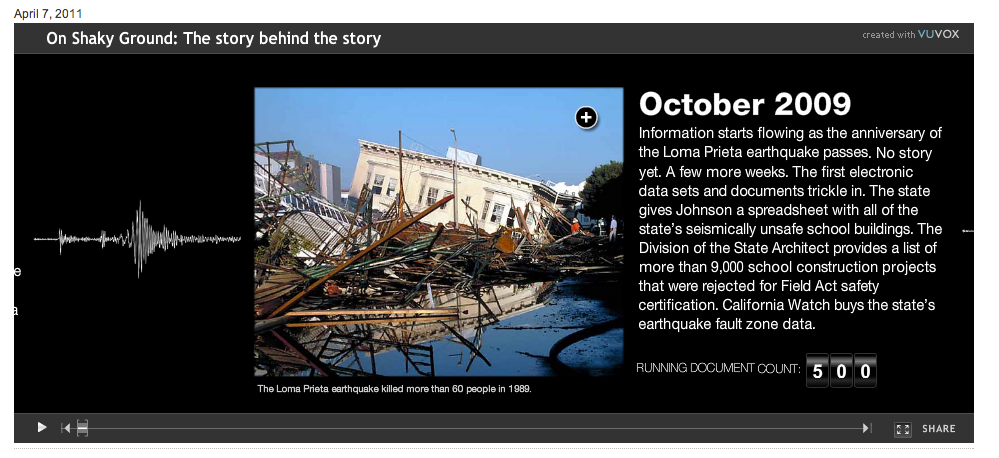 April 7, 2011
On Shaky Ground: The story behind the story
created with VUVOX
October 2009
Information starts flowing as the anniversary of
the Loma Prieta earthquake passes. No story
yet. A few more weeks. The first electronic
data sets and documents trickle in. The state
gives Johnson a spreadsheet with all of the
state's seismically unsafe school buildings. The
Division of the State Architect provides a list of
more than 9,000 school construction projects
that were rejected for Field Act safety
certification. California Watch buys the state's
earthquake fault zone data.
e
a
RUNNING DOCUMENT COUNT: 500
The Loma Prieta earthquake killed more than 60 people in 1989.
SHARE